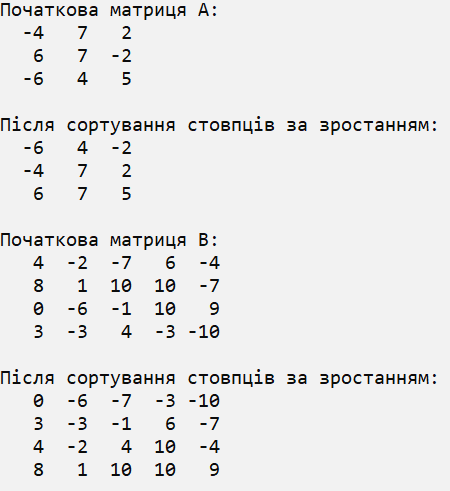 Початкова матриця A:
-4 7 2
6 7 -2
-6 4 5
Після сортування стовпців за зростанням:
-6 4 -2
-4 7 2
6 7 5
Початкова матриця B:
4 -2 -7 6 -4
8 1 10 10 -7
0 -6 -1 10 9
3 -3 4 -3 -10
Після сортування стовпців за зростанням:
0 -6 -7 -3 -10
3 -3 -1 6 -7
4 -2 4 10 -4
8 1 10 10 9